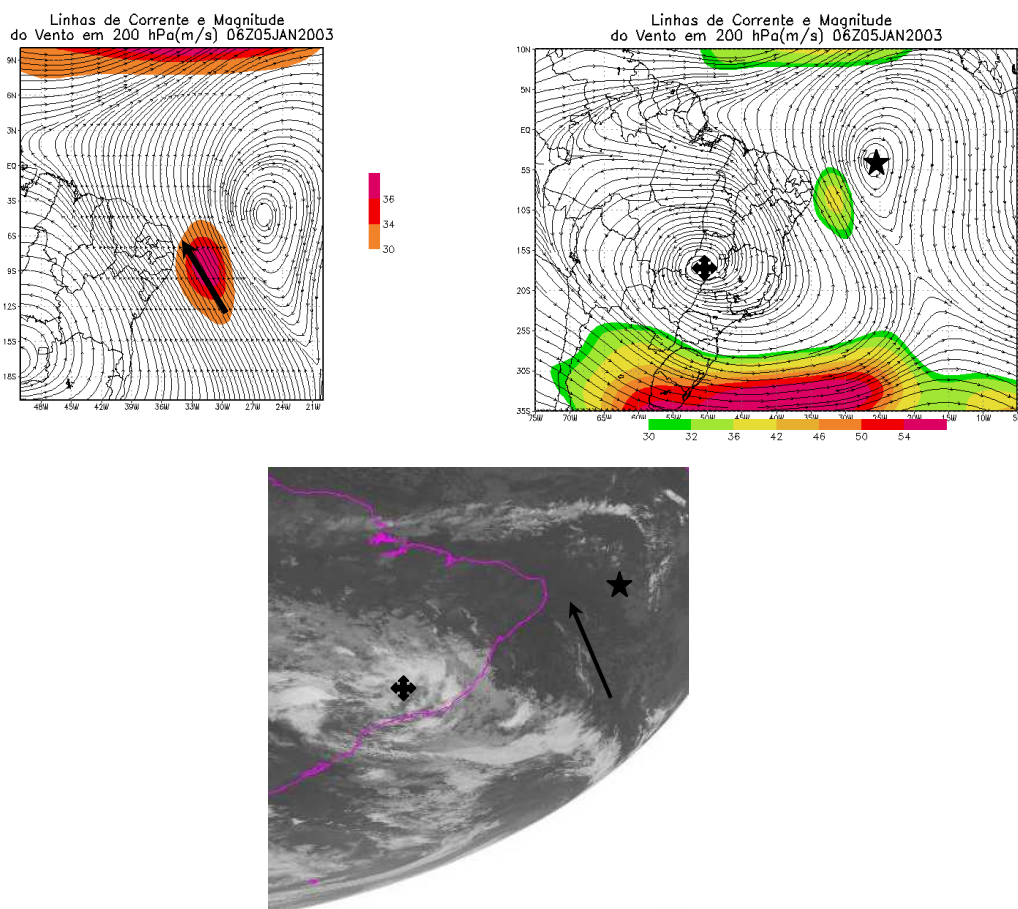 Linhas de Corrente e Magnitude
do Vento em 200 hPa(m/s) 06Z05JAN2003
9N
6N
3N
EQ
3S
6S
9S
12S
15S
18S
48W 45W 42W 39W 36W 33W 30W 27W 24W 21W
36
34
30
Linhas de Corrente e Magnitude
do Vento em 200 hPa(m/s) 06Z05JAN2003
10N
5N
EQ
5S
10S
15S
20S
25S
30S
35S
75W 70W 65W 60W 55W 50W 45W 40W 35W 30W 25W 20W 15W 10W
30 32 36 42 46 50 54